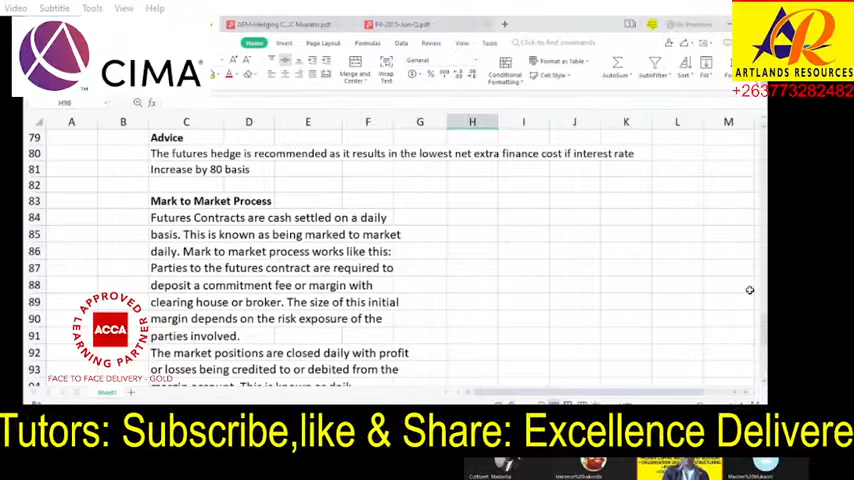 Video Subtitle Tools View Help
AFM-Hedging C...C Muparo.pdf P4-2015-Jun-Q.pdf
CIMA
Home Insert Page Layout Formulas Data Review View Tools Click to find commands
General
Merge and Center Wrap Text Conditional Formatting Format as Table Cell Style AutoSum AutoFilter Sort Fill
ARTLANDS RESOURCES
+263773282482
H96 fx
A B C D E F G H I J K L M
79 Advice
80 The futures hedge is recommended as it results in the lowest net extra finance cost if interest rate
81 Increase by 80 basis
82
83 Mark to Market Process
84 Futures Contracts are cash settled on a daily
85 basis. This is known as being marked to market
86 daily. Mark to market process works like this:
87 Parties to the futures contract are required to
88 deposit a commitment fee or margin with
89 clearing house or broker. The size of this initial
90 margin depends on the risk exposure of the
91 parties involved.
92 The market positions are closed daily with profit
93 or losses being credited to or debited from the
margin account. This is known as daily
APPROVED
ACCA
LEARNING PARTNER
FACE TO FACE DELIVERY - GOLD
Sheet1
Tutors: Subscribe,like & Share: Excellence Delivere